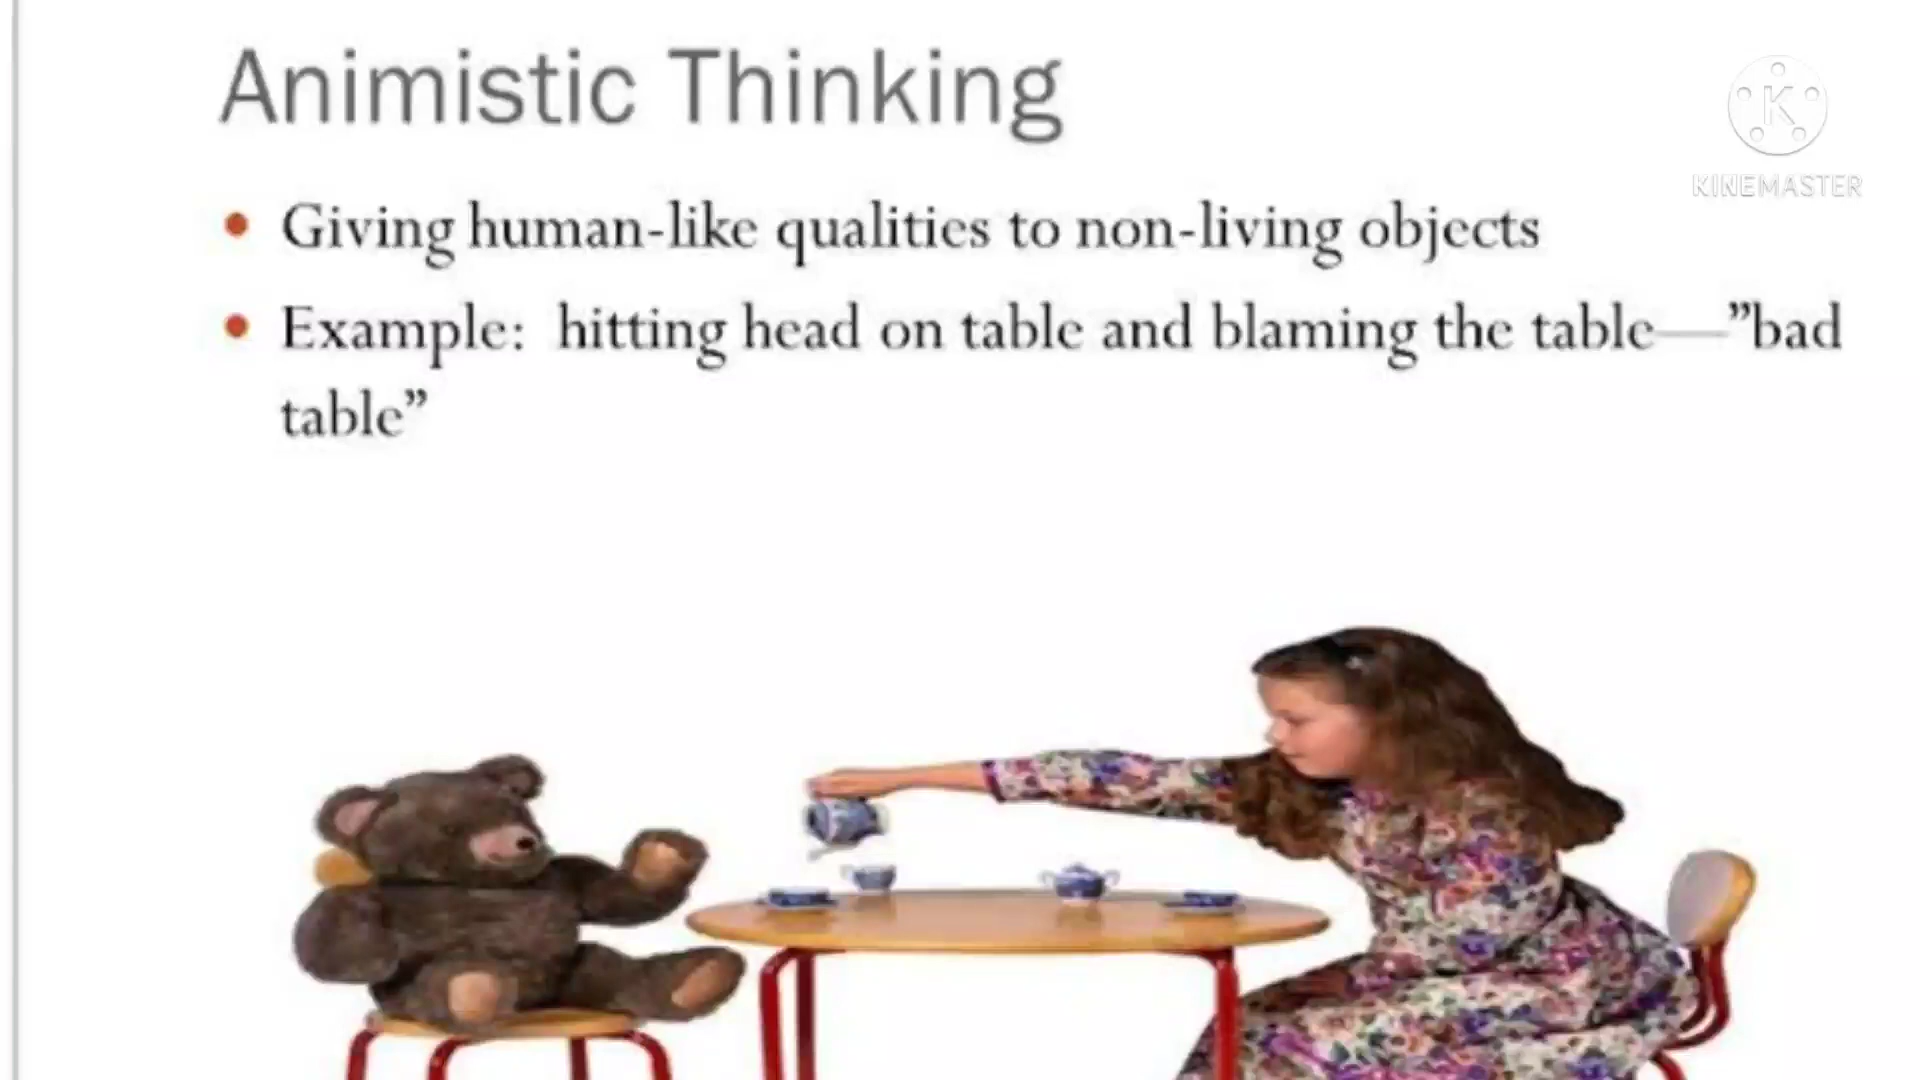 Animistic Thinking
K
KINEMASTER
• Giving human-like qualities to non-living objects
• Example:  hitting head on table and blaming the table—”bad
table”